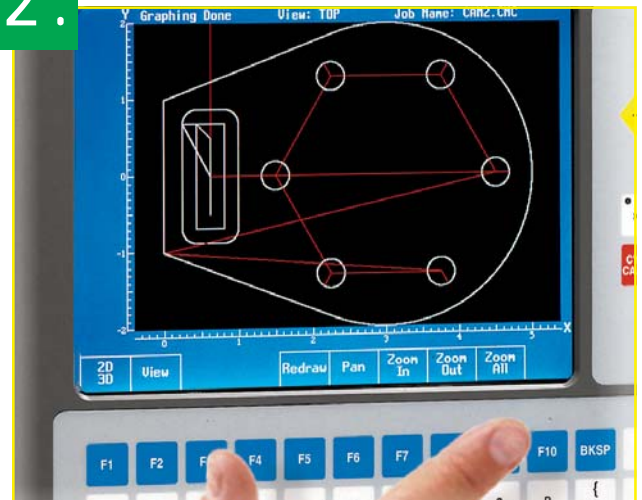 2.
Y Graphing Done View: TOP Job Name: CAM2.CNC
2
1
0
-1
-2
0 1 2 3 4 5 X
2D
3D
View
Redraw
Pan
Zoom
In
Zoom
Out
Zoom
All
F1 F2 F4 F5 F6 F7 F10 BKSP
{